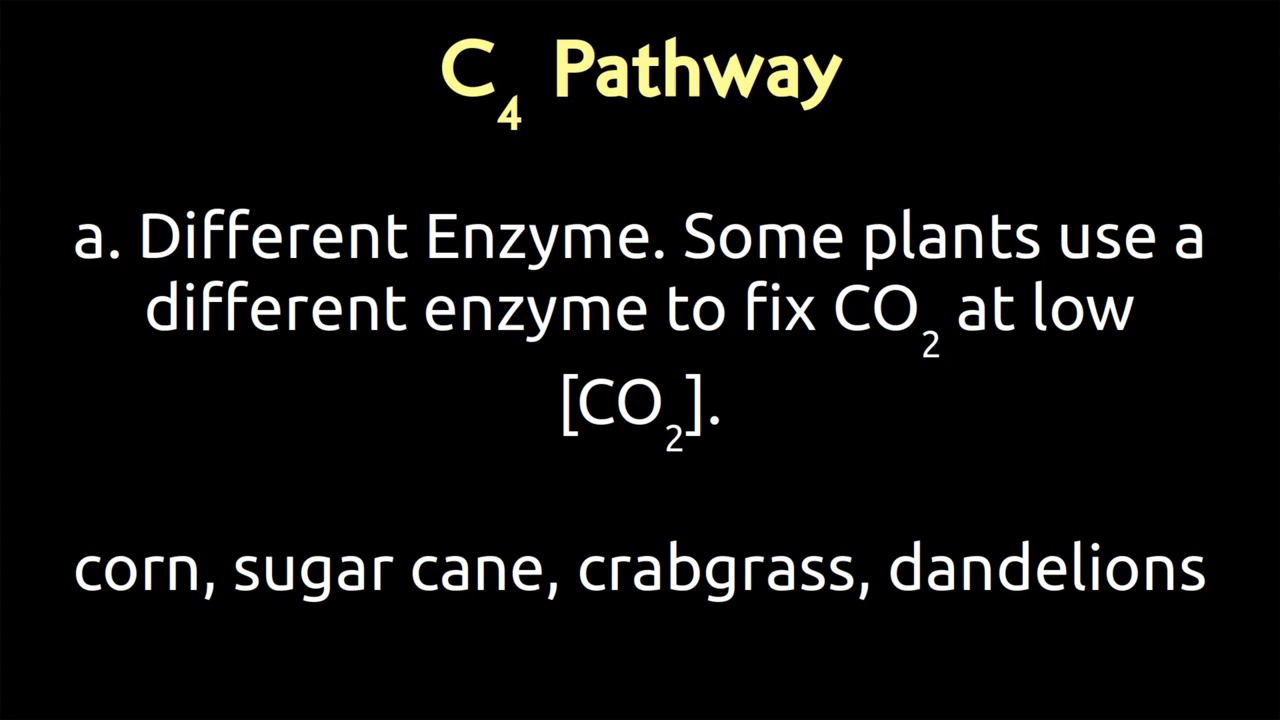 C₄ Pathway
a. Different Enzyme. Some plants use a
different enzyme to fix CO₂ at low
[CO₂].
corn, sugar cane, crabgrass, dandelions